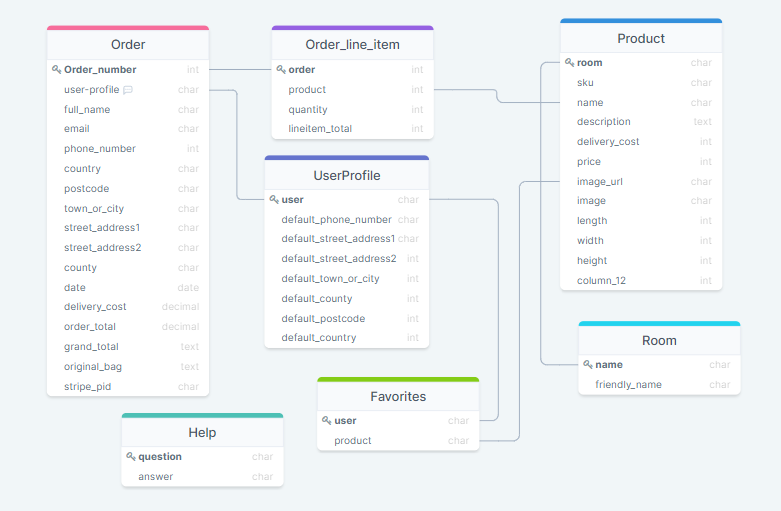 Order
Order_number int
user-profile char
full_name char
email char
phone_number int
country char
postcode char
town_or_city char
street_address1 char
street_address2 char
county char
date date
delivery_cost decimal
order_total decimal
grand_total text
original_bag text
stripe_pid char
Order_line_item
order int
product int
quantity int
lineitem_total int
UserProfile
user char
default_phone_number char
default_street_address1 char
default_street_address2 int
default_town_or_city int
default_county int
default_postcode int
default_country int
Product
room char
sku char
name char
description text
delivery_cost int
price int
image_url char
image char
length int
width int
height int
column_12 int
Room
name char
friendly_name char
Favorites
user char
product char
Help
question char
answer char